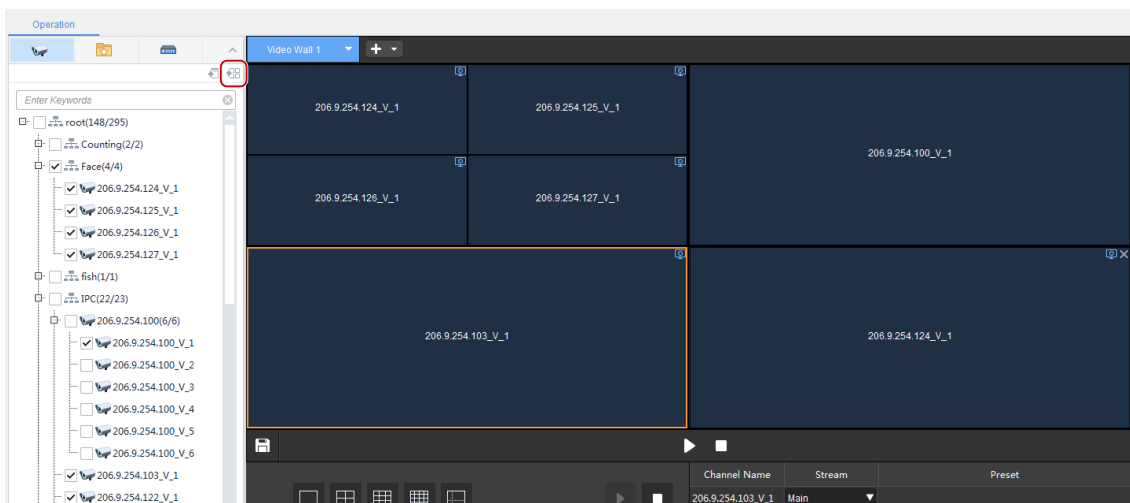 Operation
Video Wall 1
Enter Keywords
root(148/295)
Counting(2/2)
Face(4/4)
206.9.254.124_V_1
206.9.254.125_V_1
206.9.254.126_V_1
206.9.254.127_V_1
fish(1/1)
IPC(22/23)
206.9.254.100(6/6)
206.9.254.100_V_1
206.9.254.100_V_2
206.9.254.100_V_3
206.9.254.100_V_4
206.9.254.100_V_5
206.9.254.100_V_6
206.9.254.103_V_1
206.9.254.122_V_1
206.9.254.124_V_1
206.9.254.125_V_1
206.9.254.100_V_1
206.9.254.126_V_1
206.9.254.127_V_1
206.9.254.103_V_1
206.9.254.124_V_1
Channel Name Stream Preset
206.9.254.103_V_1 Main